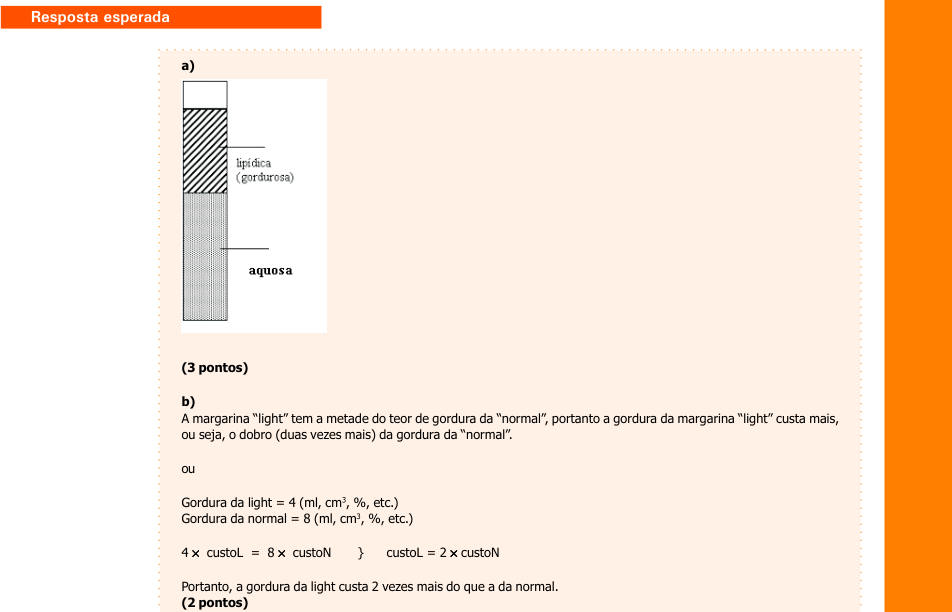 Resposta esperada
a)
lipídica
(gordurosa)
aquosa
(3 pontos)
b)
A margarina “light” tem a metade do teor de gordura da “normal”, portanto a gordura da margarina “light” custa mais,
ou seja, o dobro (duas vezes mais) da gordura da “normal”.
ou
Gordura da light = 4 (ml, cm³, %, etc.)
Gordura da normal = 8 (ml, cm³, %, etc.)
4 × custoL = 8 × custoN } custoL = 2 × custoN
Portanto, a gordura da light custa 2 vezes mais do que a da normal.
(2 pontos)